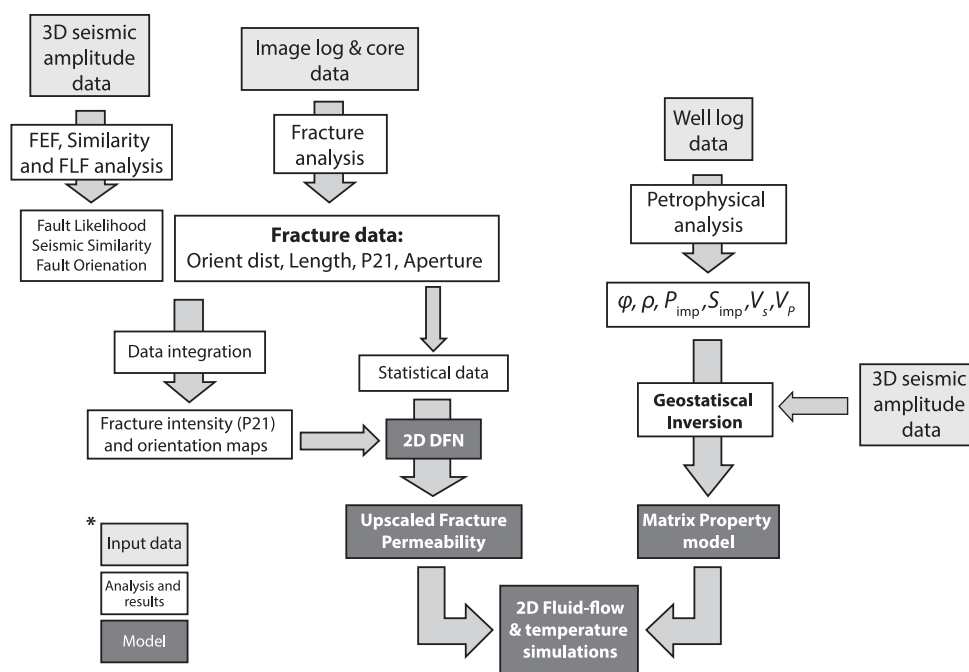 3D seismic
amplitude
data
Image log & core
data
FEF, Similarity
and FLF analysis
Fracture
analysis
Well log
data
Petrophysical
analysis
Fault Likelihood
Seismic Similarity
Fault Orienation
Fracture data:
Orient dist, Length, P21, Aperture
φ, ρ, Pimp,Simp,Vs,VP
Data integration
Statistical data
Geostatiscal
Inversion
3D seismic
amplitude
data
Fracture intensity (P21)
and orientation maps
2D DFN
Upscaled Fracture
Permeability
Matrix Property
model
*
Input data
Analysis and
results
Model
2D Fluid-flow
& temperature
simulations